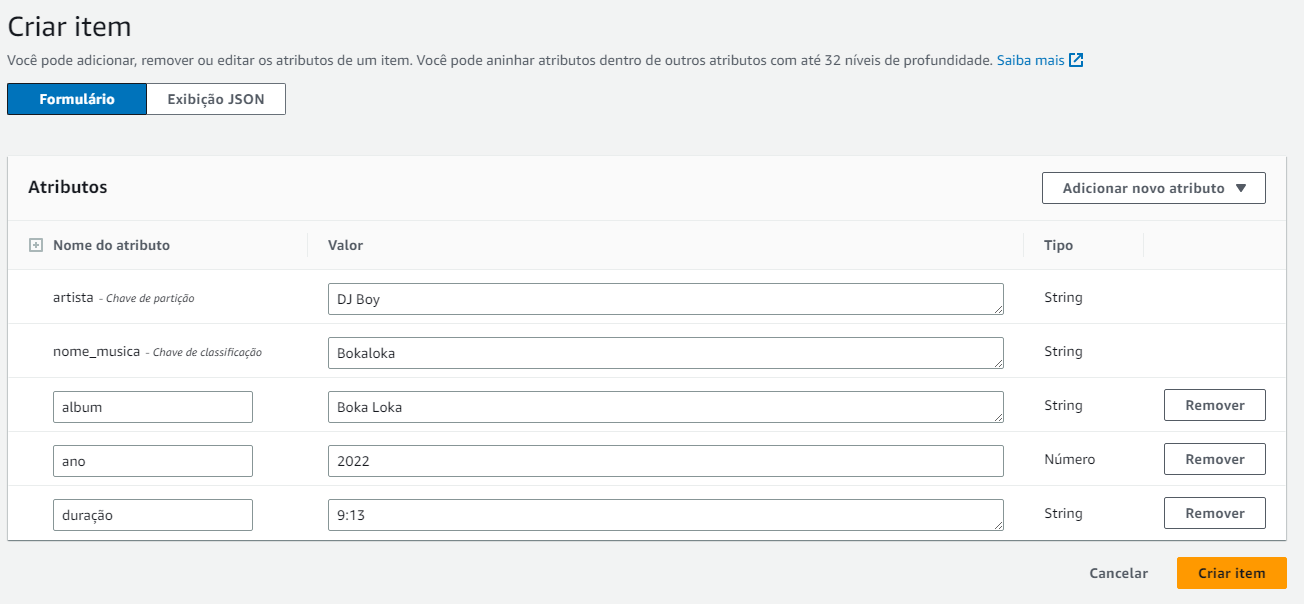 Criar item
Você pode adicionar, remover ou editar os atributos de um item. Você pode aninhar atributos dentro de outros atributos com até 32 níveis de profundidade. Saiba mais
Formulário Exibição JSON
Atributos Adicionar novo atributo ▼
Nome do atributo Valor Tipo
artista - Chave de partição DJ Boy String
nome_musica - Chave de classificação Bokaloka String
album Boka Loka String Remover
ano 2022 Número Remover
duração 9:13 String Remover
Cancelar Criar item